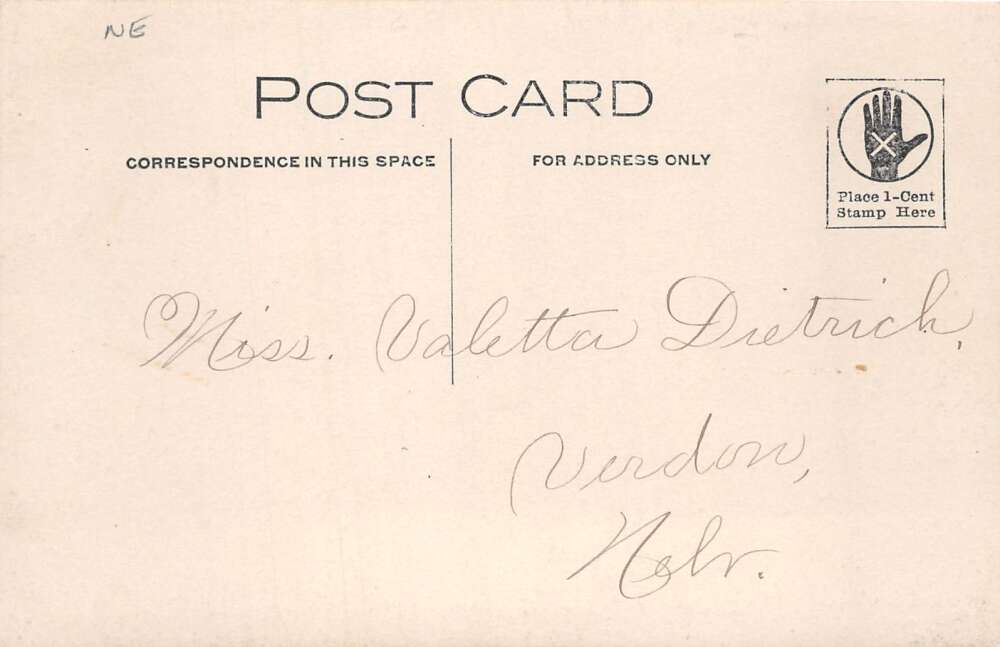 NE
POST CARD
CORRESPONDENCE IN THIS SPACE
FOR ADDRESS ONLY
Place 1-Cent
Stamp Here
Miss. Valetta Dietrich,
Verdon,
Nebr.